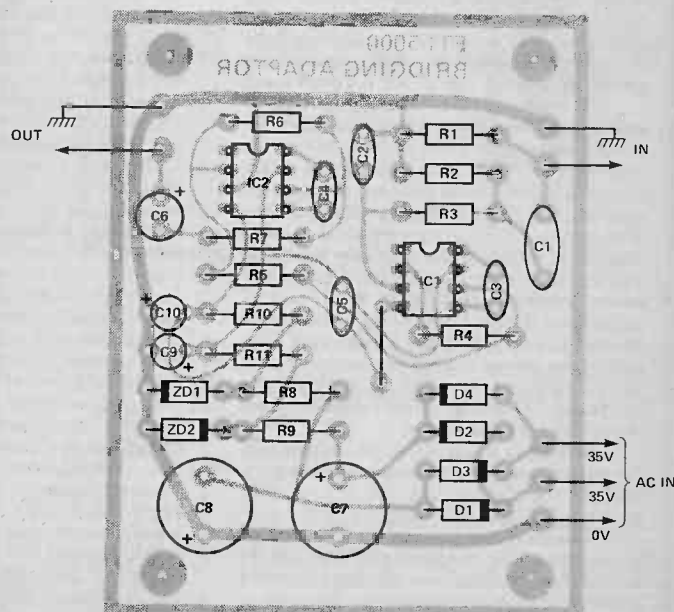 ETI 5000
BRIDGING ADAPTOR
OUT
IN
R6
R1
C2
IC2
C4
R2
C6
+
R3
R7
C1
R5
IC1
C3
+
C10
R10
C5
R4
C9
+
R11
ZD1
R8
D4
ZD2
R9
D2
35V
+
D3
C8
C7
35V
AC IN
D1
+
0V